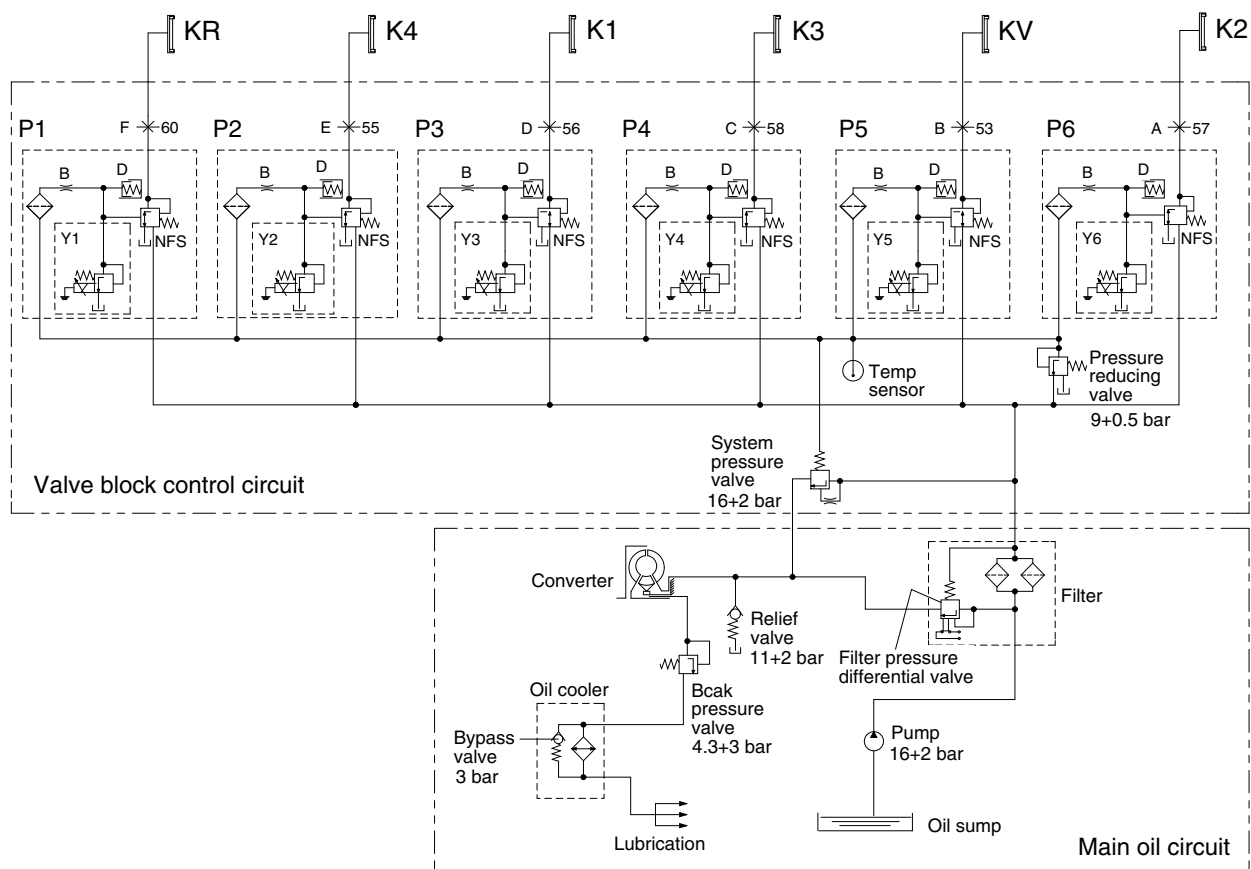 KR
K4
K1
K3
KV
K2
P1
F
60
P2
E
55
P3
D
56
P4
C
58
P5
B
53
P6
A
57
B
D
B
D
B
D
B
D
B
D
B
D
Y1
NFS
Y2
NFS
Y3
NFS
Y4
NFS
Y5
NFS
Y6
NFS
Temp
sensor
Pressure
reducing
valve
9+0.5 bar
System
pressure
valve
16+2 bar
Valve block control circuit
Converter
Relief
valve
11+2 bar
Filter pressure
differential valve
Filter
Oil cooler
Bcak
pressure
valve
4.3+3 bar
Bypass
valve
3 bar
Pump
16+2 bar
Lubrication
Oil sump
Main oil circuit